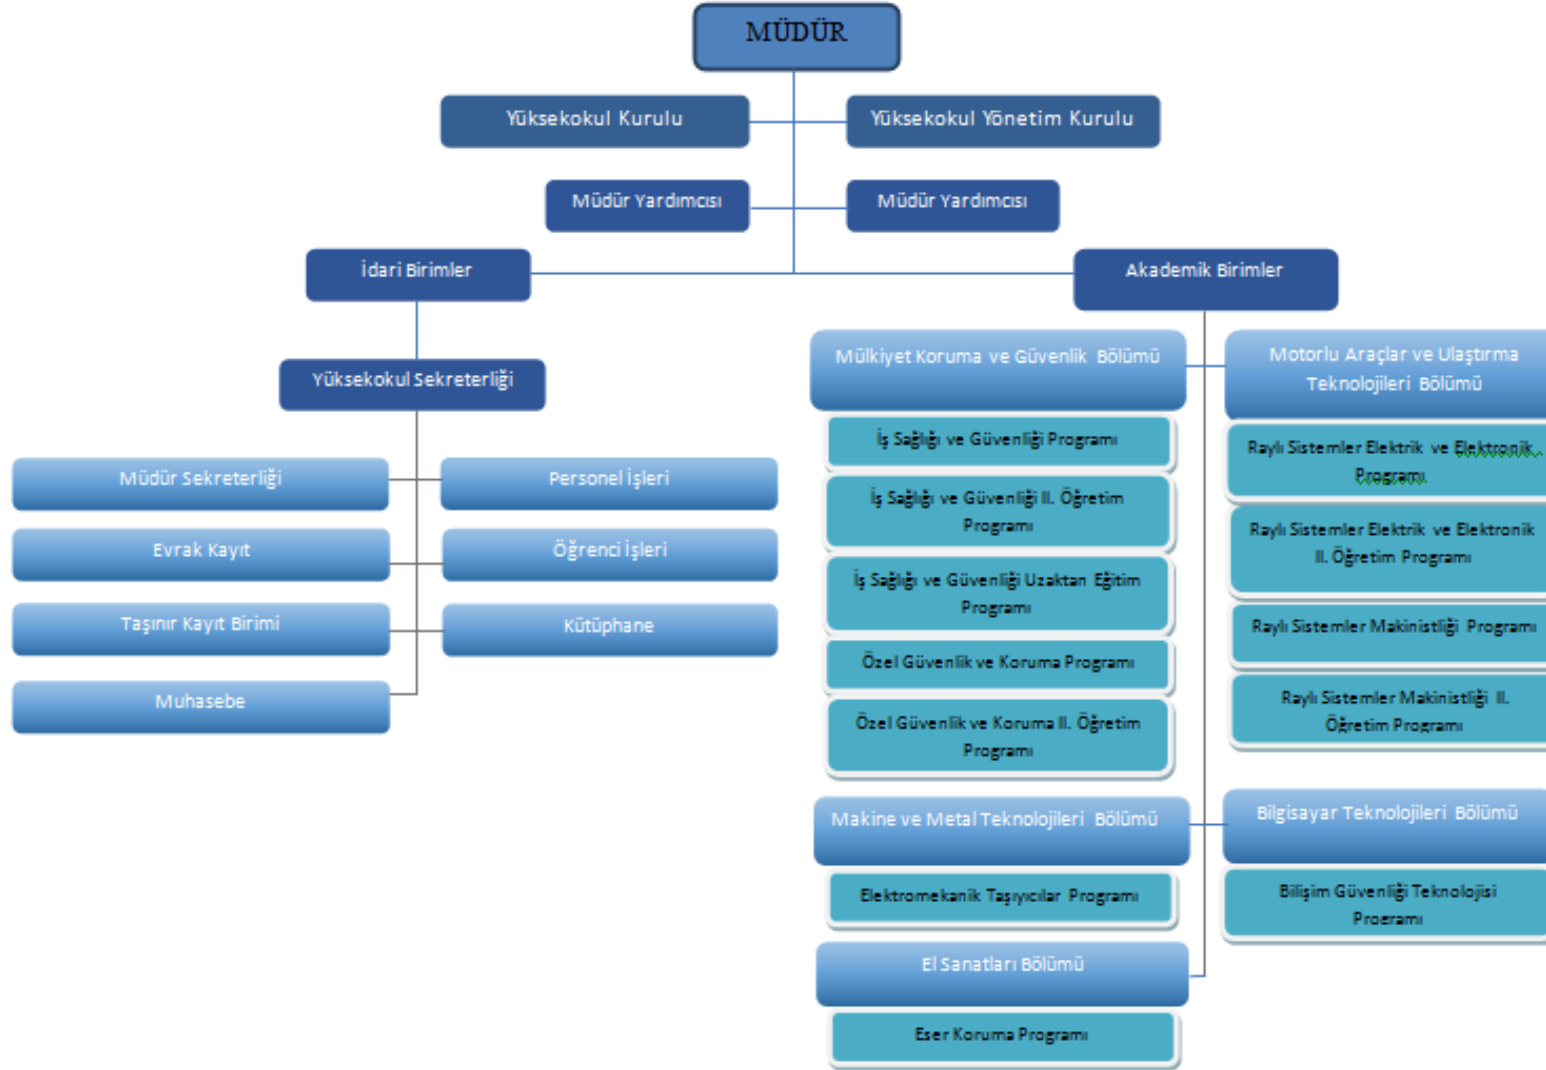 MÜDÜR
Yüksekokul Kurulu
Yüksekokul Yönetim Kurulu
Müdür Yardımcısı
Müdür Yardımcısı
İdari Birimler
Akademik Birimler
Yüksekokul Sekreterliği
Müdür Sekreterliği
Personel İşleri
Evrak Kayıt
Öğrenci İşleri
Taşınır Kayıt Birimi
Kütüphane
Muhasebe
Mülkiyet Koruma ve Güvenlik Bölümü
İş Sağlığı ve Güvenliği Programı
İş Sağlığı ve Güvenliği II. Öğretim
Programı
İş Sağlığı ve Güvenliği Uzaktan Eğitim
Programı
Özel Güvenlik ve Koruma Programı
Özel Güvenlik ve Koruma II. Öğretim
Programı
Motorlu Araçlar ve Ulaştırma
Teknolojileri Bölümü
Raylı Sistemler Elektrik ve Elektronik
Programı
Raylı Sistemler Elektrik ve Elektronik
II. Öğretim Programı
Raylı Sistemler Makinistliği Programı
Raylı Sistemler Makinistliği II.
Öğretim Programı
Makine ve Metal Teknolojileri Bölümü
Elektromekanik Taşıyıcılar Programı
Bilgisayar Teknolojileri Bölümü
Bilişim Güvenliği Teknolojisi
Programı
El Sanatları Bölümü
Eser Koruma Programı